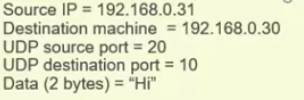 Source IP = 192.168.0.31
Destination machine = 192.168.0.30
UDP source port = 20
UDP destination port = 10
Data (2 bytes) = “Hi”